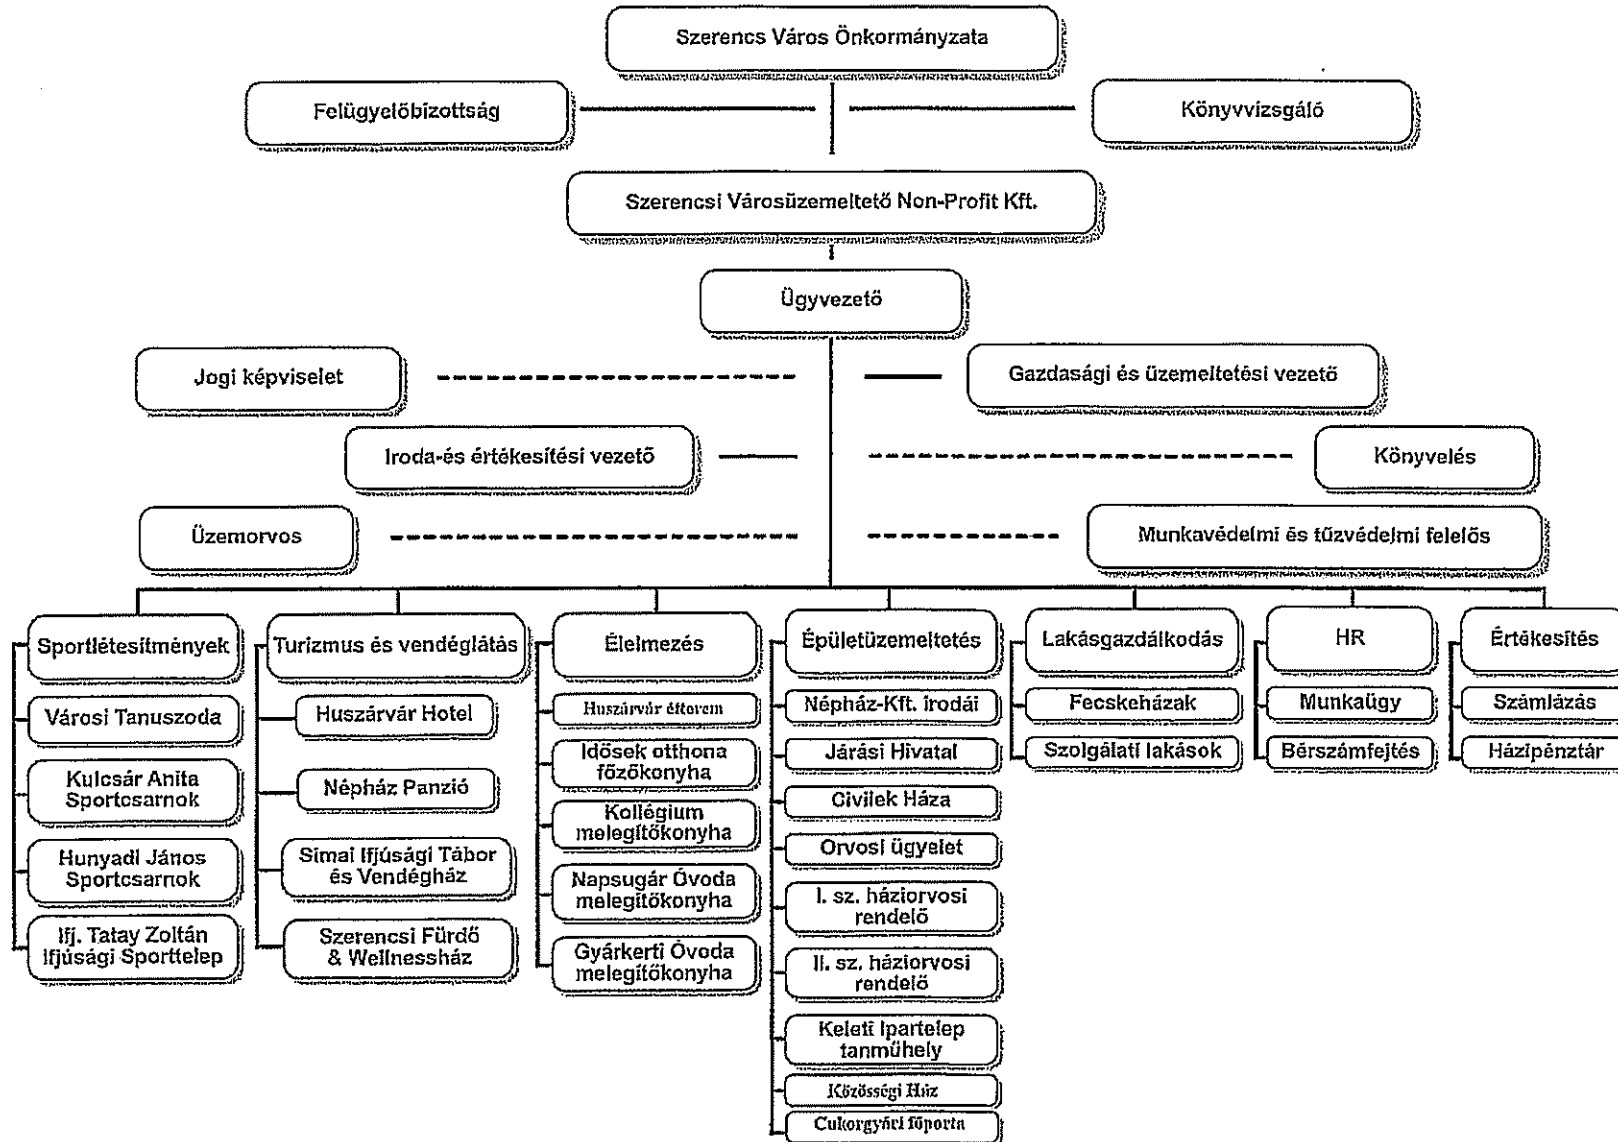 Szerencs Város Önkormányzata
Felügyelőbizottság
Könyvvizsgáló
Szerencsi Városüzemeltető Non-Profit Kft.
Ügyvezető
Jogi képviselet
Gazdasági és üzemeltetési vezető
Iroda-és értékesítési vezető
Könyvelés
Üzemorvos
Munkavédelmi és tűzvédelmi felelős
Sportlétesítmények
Városi Tanuszoda
Kulcsár Anita
Sportcsarnok
Hunyadi János
Sportcsarnok
Ifj. Tatay Zoltán
Ifjúsági Sporttelep
Turizmus és vendéglátás
Huszárvár Hotel
Népház Panzió
Simai Ifjúsági Tábor
és Vendégház
Szerencsi Fürdő
& Wellnessház
Élelmezés
Huszárvár étterem
Idősek otthona
főzőkonyha
Kollégium
melegítőkonyha
Napsugár Óvoda
melegítőkonyha
Gyárkerti Óvoda
melegítőkonyha
Épületüzemeltetés
Népház-Kft. irodái
Járási Hivatal
Civilek Háza
Orvosi ügyelet
I. sz. háziorvosi
rendelő
II. sz. háziorvosi
rendelő
Keleti Ipartelep
tanműhely
Közösségi Ház
Cukorgyári főporta
Lakásgazdálkodás
Fecskeházak
Szolgálati lakások
HR
Munkaügy
Bérszámfejtés
Értékesítés
Számlázás
Házipénztár